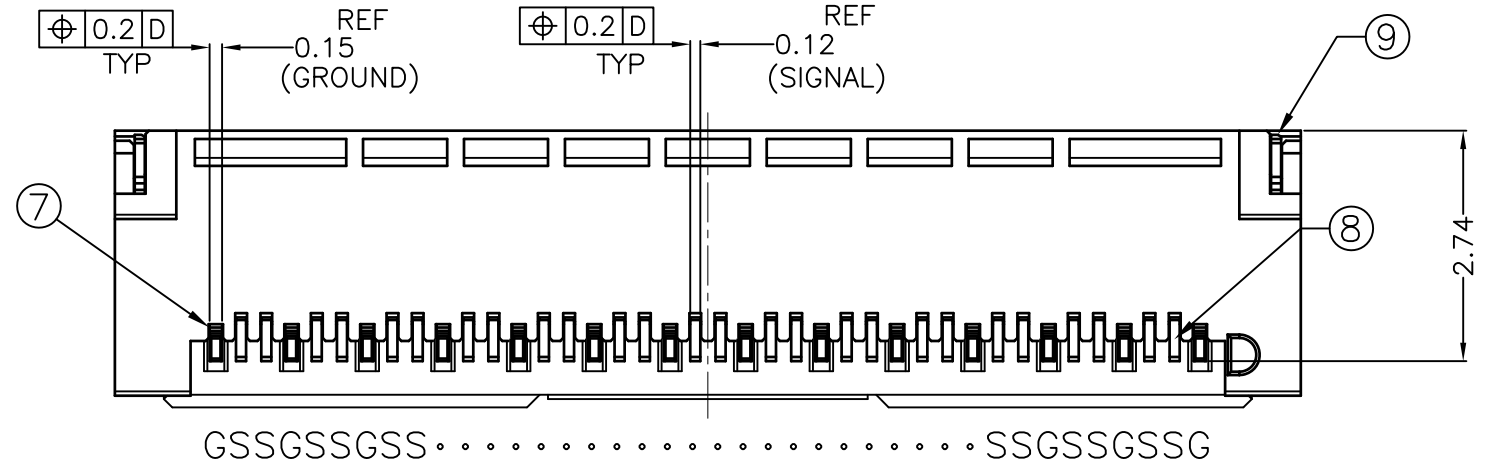 ⌖ 0.2 D
TYP
REF
0.15
(GROUND)
⌖ 0.2 D
TYP
REF
0.12
(SIGNAL)
9
7
8
2.74
GSSGSSGSS · · · · · · · · · · · · · · · · · · · · · · SSGSSGSSG